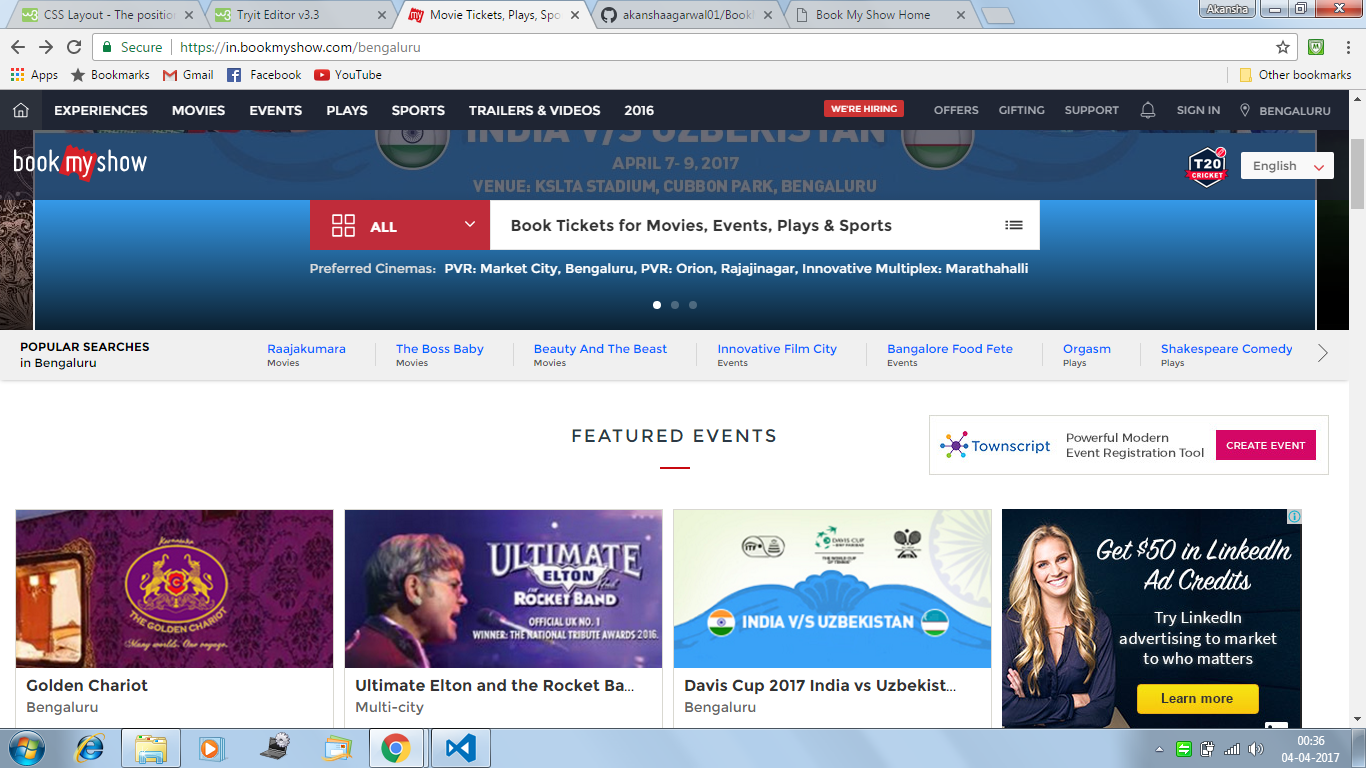 CSS Layout - The position
Tryit Editor v3.3
Movie Tickets, Plays, Spo
akanshaagarwal01/Book
Book My Show Home
Akansha
Secure https://in.bookmyshow.com/bengaluru
Apps Bookmarks Gmail Facebook YouTube Other bookmarks
EXPERIENCES MOVIES EVENTS PLAYS SPORTS TRAILERS & VIDEOS 2016 WE'RE HIRING OFFERS GIFTING SUPPORT SIGN IN BENGALURU
INDIA V/S UZBEKISTAN
APRIL 7- 9, 2017
VENUE: KSLTA STADIUM, CUBBON PARK, BENGALURU
book my show
T20
CRICKET
English
ALL Book Tickets for Movies, Events, Plays & Sports
Preferred Cinemas: PVR: Market City, Bengaluru, PVR: Orion, Rajajinagar, Innovative Multiplex: Marathahalli
POPULAR SEARCHES
in Bengaluru
Raajakumara
Movies
The Boss Baby
Movies
Beauty And The Beast
Movies
Innovative Film City
Events
Bangalore Food Fete
Events
Orgasm
Plays
Shakespeare Comedy
Plays
FEATURED EVENTS
Townscript
Powerful Modern
Event Registration Tool
CREATE EVENT
THE GOLDEN CHARIOT
Many worlds. One voyage.
Golden Chariot
Bengaluru
ULTIMATE
ELTON
ROCKET BAND
OFFICIAL UK NO. 1
WINNER: THE NATIONAL TRIBUTE AWARDS 2016.
Ultimate Elton and the Rocket Ba...
Multi-city
ITF
DAVIS CUP
INDIA V/S UZBEKISTAN
Davis Cup 2017 India vs Uzbekist...
Bengaluru
Get $50 in LinkedIn
Ad Credits
Try LinkedIn
advertising to market
to who matters
Learn more
00:36
04-04-2017